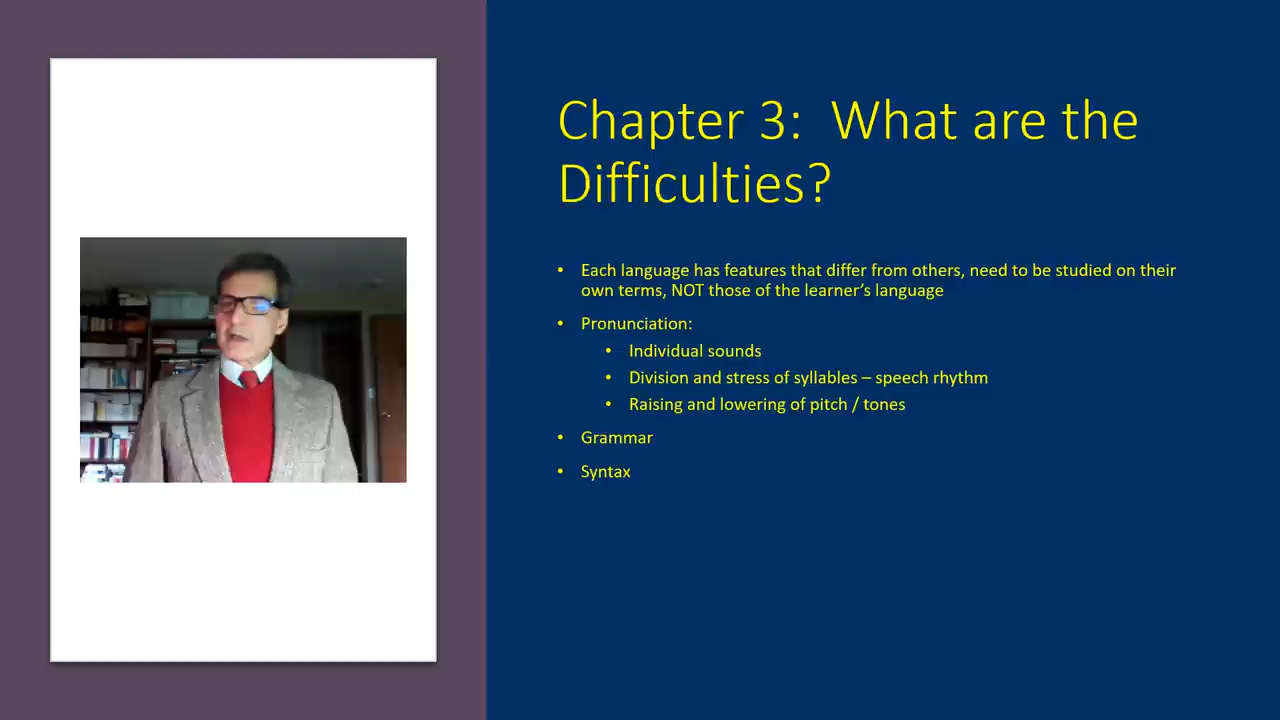 Chapter 3:  What are the
Difficulties?
• Each language has features that differ from others, need to be studied on their
own terms, NOT those of the learner’s language
• Pronunciation:
• Individual sounds
• Division and stress of syllables – speech rhythm
• Raising and lowering of pitch / tones
• Grammar
• Syntax